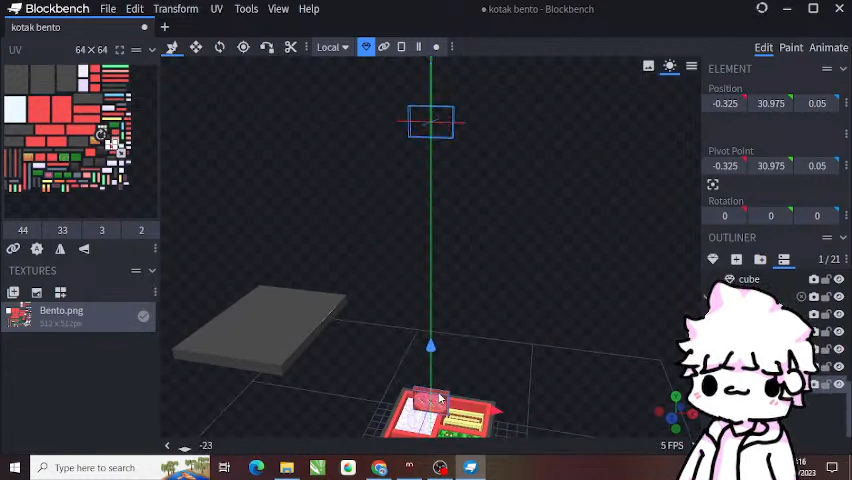 Blockbench File Edit Transform UV Tools View Help • kotak bento - Blockbench
kotak bento
UV 64 × 64
Local
Edit Paint Animate
ELEMENT
Position
-0.325 30.975 0.05
Pivot Point
-0.325 30.975 0.05
Rotation
0 0 0
44 33 3 2
OUTLINER
1 / 21
TEXTURES
cube
Bento.png
512 x 512px
-23
5 FPS
Type here to search